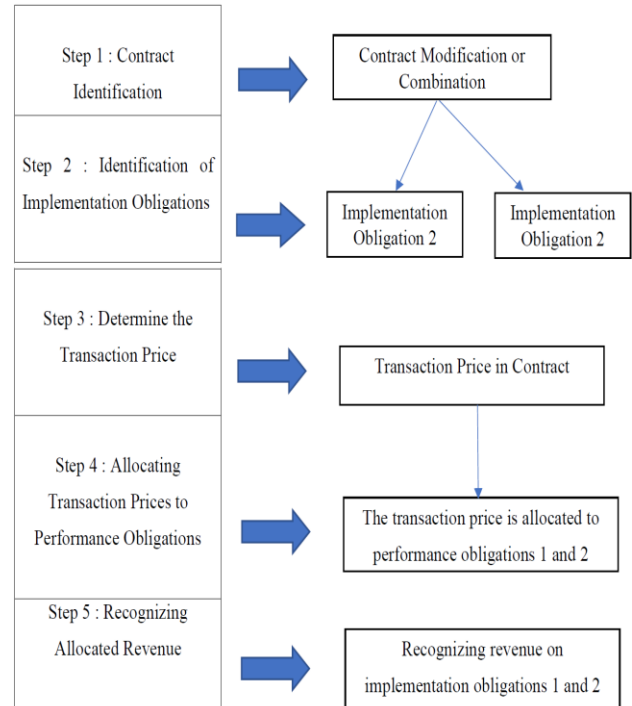 Step 1 : Contract
Identification
Contract Modification or
Combination
Step 2 : Identification of
Implementation Obligations
Implementation
Obligation 2
Implementation
Obligation 2
Step 3 : Determine the
Transaction Price
Transaction Price in Contract
Step 4 : Allocating
Transaction Prices to
Performance Obligations
The transaction price is allocated to
performance obligations 1 and 2
Step 5 : Recognizing
Allocated Revenue
Recognizing revenue on
implementation obligations 1 and 2